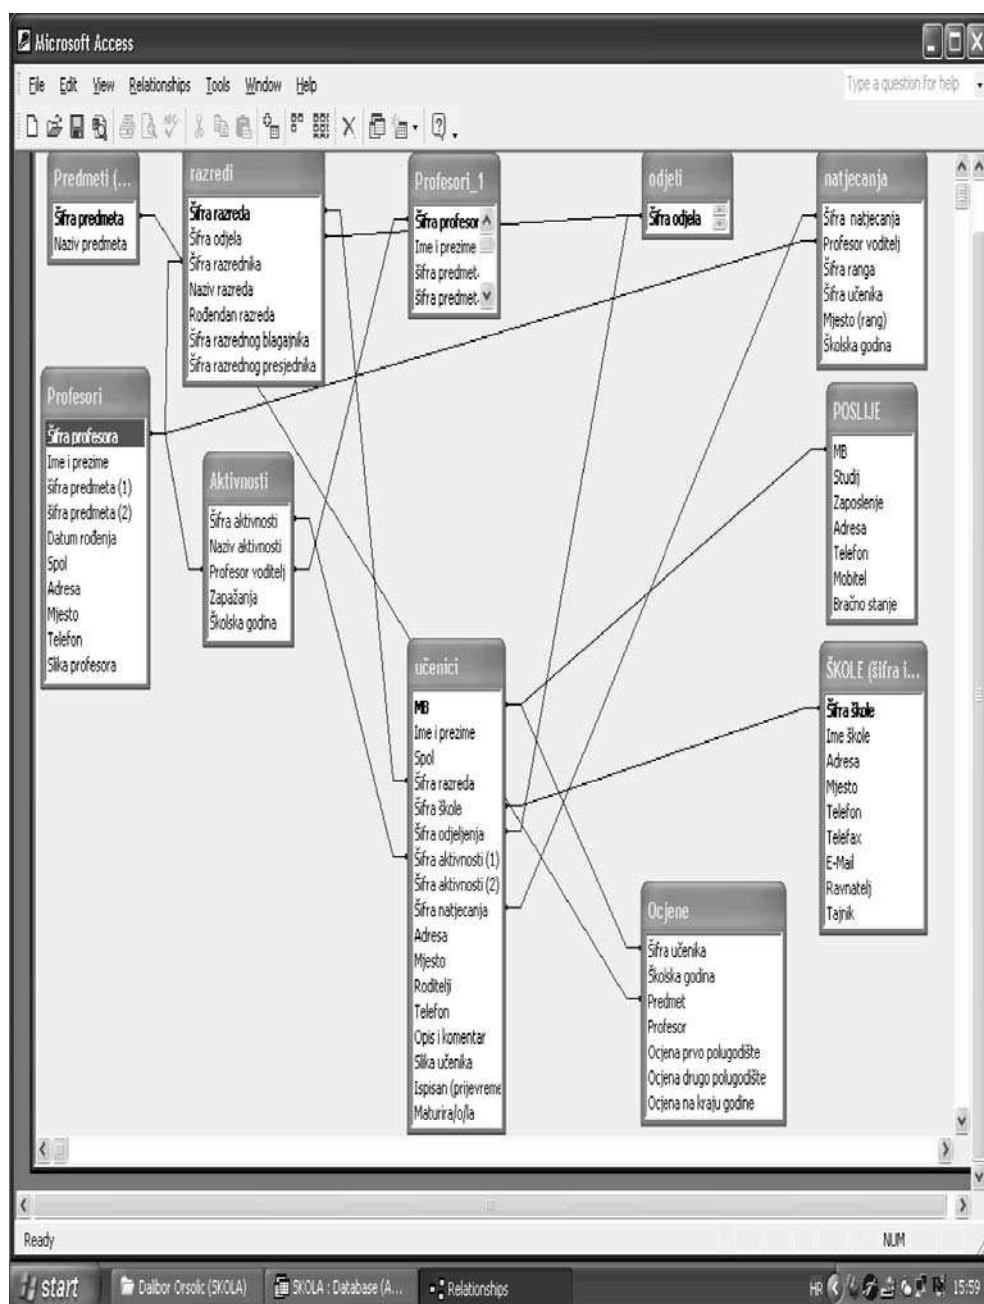 Microsoft Access
File Edit View Relationships Tools Window Help
Type a question for help
Predmeti (...
Šifra predmeta
Naziv predmeta
razredi
Šifra razreda
Šifra odjela
Šifra razrednika
Naziv razreda
Rođendan razreda
Šifra razrednog blagajnika
Šifra razrednog presjednika
Profesori_1
Šifra profesor
Ime i prezime
šifra predmet
šifra predmet
odjeli
Šifra odjela
natjecanja
Šifra natjecanja
Profesor voditelj
Šifra ranga
Šifra učenika
Mjesto (rang)
Školska godina
Profesori
Šifra profesora
Ime i prezime
šifra predmeta (1)
šifra predmeta (2)
Datum rođenja
Spol
Adresa
Mjesto
Telefon
Slika profesora
Aktivnosti
Šifra aktivnosti
Naziv aktivnosti
Profesor voditelj
Zapažanja
Školska godina
POSLIJE
MB
Studij
Zaposlenje
Adresa
Telefon
Mobitel
Bračno stanje
učenici
MB
Ime i prezime
Spol
Šifra razreda
Šifra škole
Šifra odjeljenja
Šifra aktivnosti (1)
Šifra aktivnosti (2)
Šifra natjecanja
Adresa
Mjesto
Roditelji
Telefon
Opis i komentar
Slika učenika
Ispisan (prijevreme
Maturira/o/la
ŠKOLE (šifra i...
Šifra škole
Ime škole
Adresa
Mjesto
Telefon
Telefax
E-Mail
Ravnatelj
Tajnik
Ocjene
Šifra učenika
Školska godina
Predmet
Profesor
Ocjena prvo polugodište
Ocjena drugo polugodište
Ocjena na kraju godine
Ready
NUM
start
Dalibor Orsolic (SKOLA)
SKOLA : Database (A...
Relationships
HR
15:59